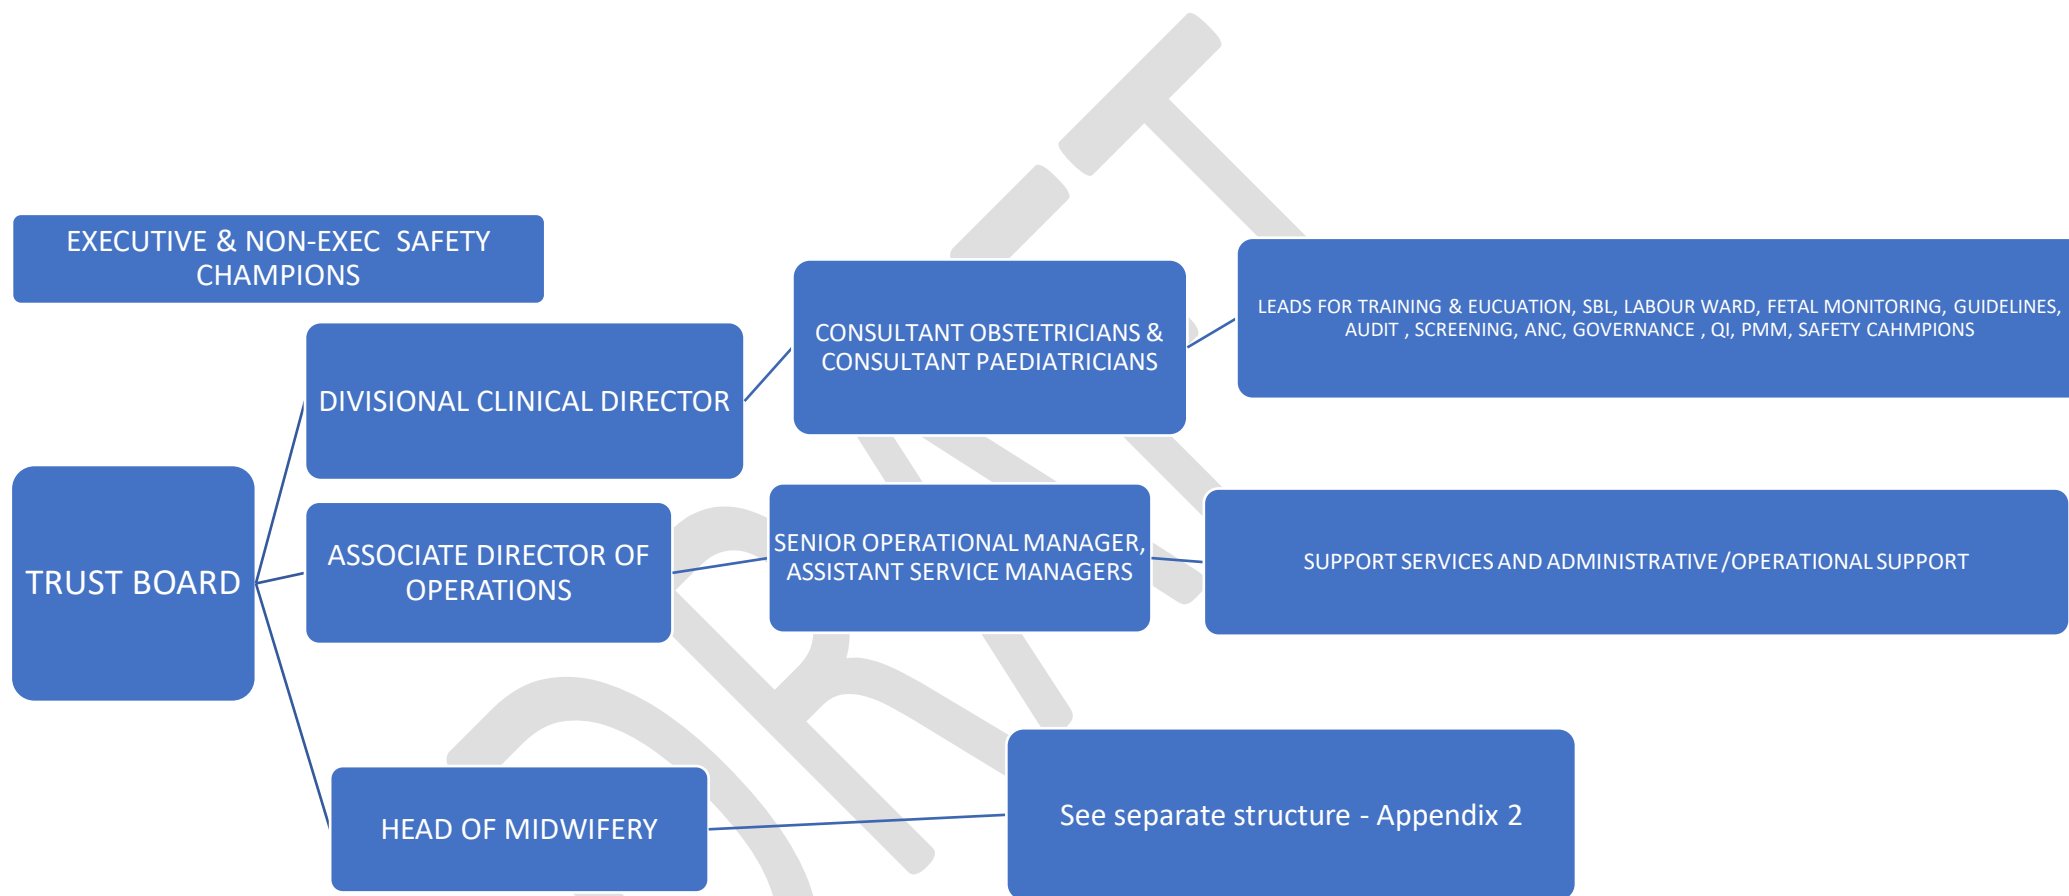 EXECUTIVE & NON-EXEC SAFETY
CHAMPIONS
TRUST BOARD
DIVISIONAL CLINICAL DIRECTOR
CONSULTANT OBSTETRICIANS &
CONSULTANT PAEDIATRICIANS
LEADS FOR TRAINING & EUCUATION, SBL, LABOUR WARD, FETAL MONITORING, GUIDELINES,
AUDIT , SCREENING, ANC, GOVERNANCE , QI, PMM, SAFETY CAHMPIONS
ASSOCIATE DIRECTOR OF
OPERATIONS
SENIOR OPERATIONAL MANAGER,
ASSISTANT SERVICE MANAGERS
SUPPORT SERVICES AND ADMINISTRATIVE /OPERATIONAL SUPPORT
HEAD OF MIDWIFERY
See separate structure - Appendix 2